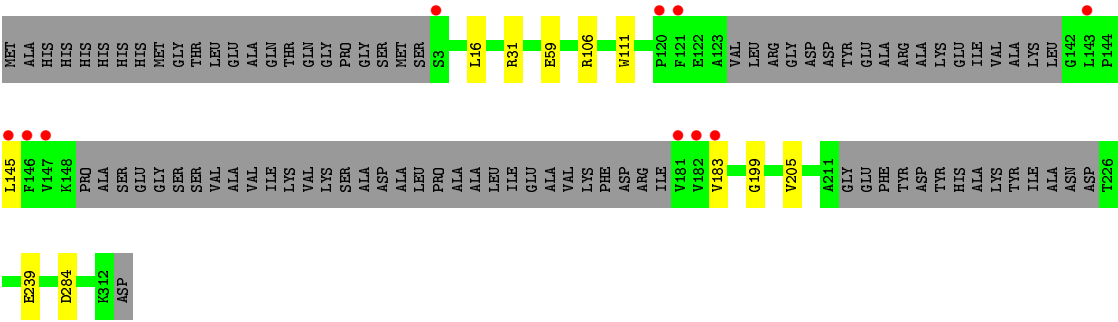 MET ALA HIS HIS HIS HIS HIS HIS MET GLY THR LEU GLU ALA GLN THR GLN GLY PRO GLY SER MET SER S3 L16 R31 E59 R106 W111 P120 F121 E122 A123 VAL LEU ARG GLY ASP ASP TYR GLU ALA ARG ALA LYS GLU ILE VAL ALA LYS LEU G142 L143 P144
L145 F146 V147 K148 PRO ALA SER GLU GLY SER SER VAL ALA VAL ILE LYS VAL LYS SER ALA ASP ALA LEU PRO ALA ALA LEU ILE GLU ALA VAL LYS PHE ASP ARG ILE V181 V182 V183 G199 V205 A211 GLY GLU PHE TYR ASP TYR HIS ALA LYS TYR ILE ALA ASN ASP T226
E239 D284 K312 ASP